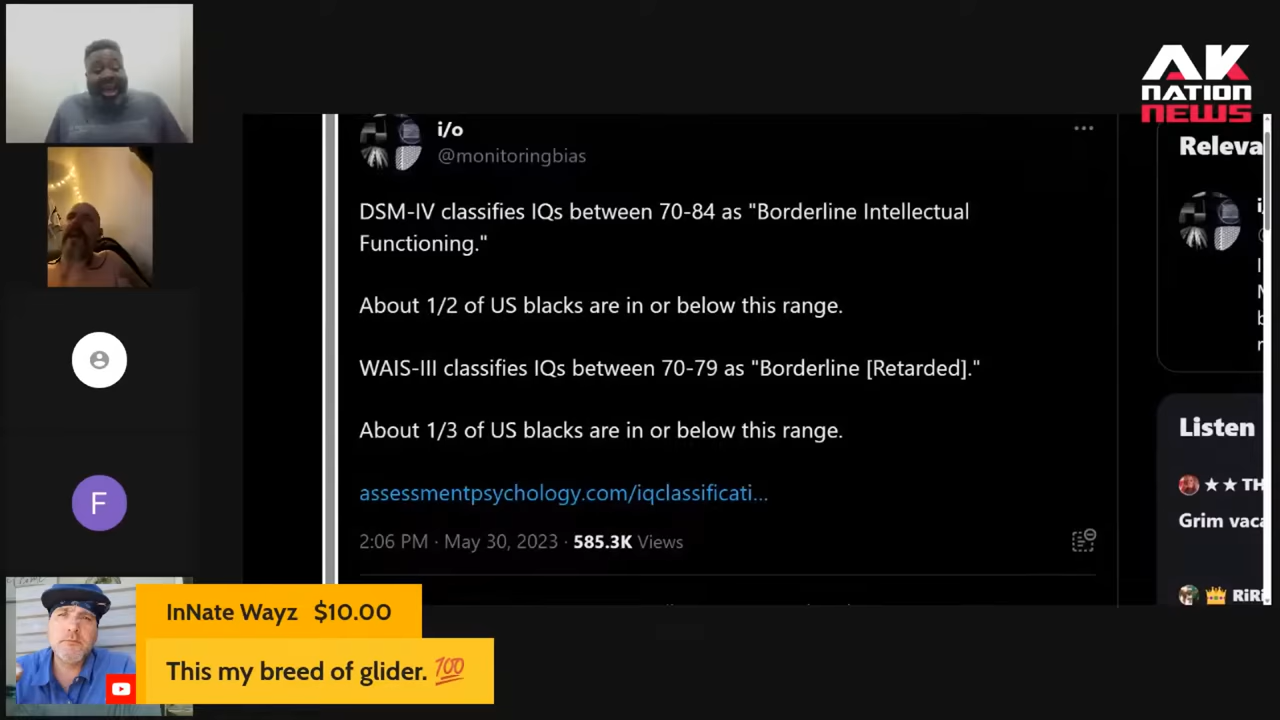 AK
NATION
NEWS
i/o
@monitoringbias
DSM-IV classifies IQs between 70-84 as "Borderline Intellectual
Functioning."
About 1/2 of US blacks are in or below this range.
WAIS-III classifies IQs between 70-79 as "Borderline [Retarded]."
About 1/3 of US blacks are in or below this range.
assessmentpsychology.com/iqclassificati...
2:06 PM · May 30, 2023 · 585.3K Views
Releva
Listen
★★ TH
Grim vaca
👑 RiRi
F
InNate Wayz $10.00
This my breed of glider. 💯